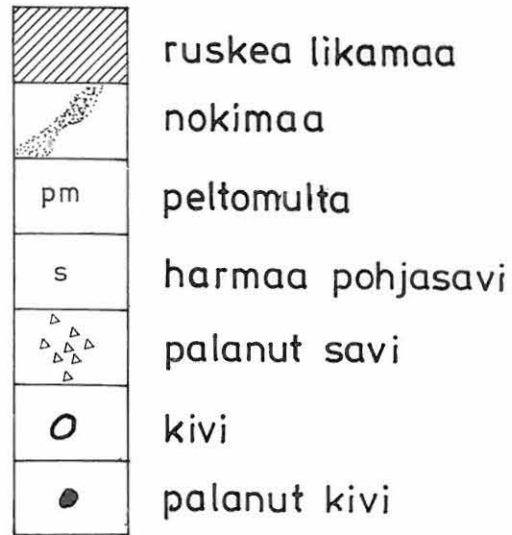 ruskea likamaa
nokimaa
pm peltomulta
s harmaa pohjasavi
palanut savi
kivi
palanut kivi